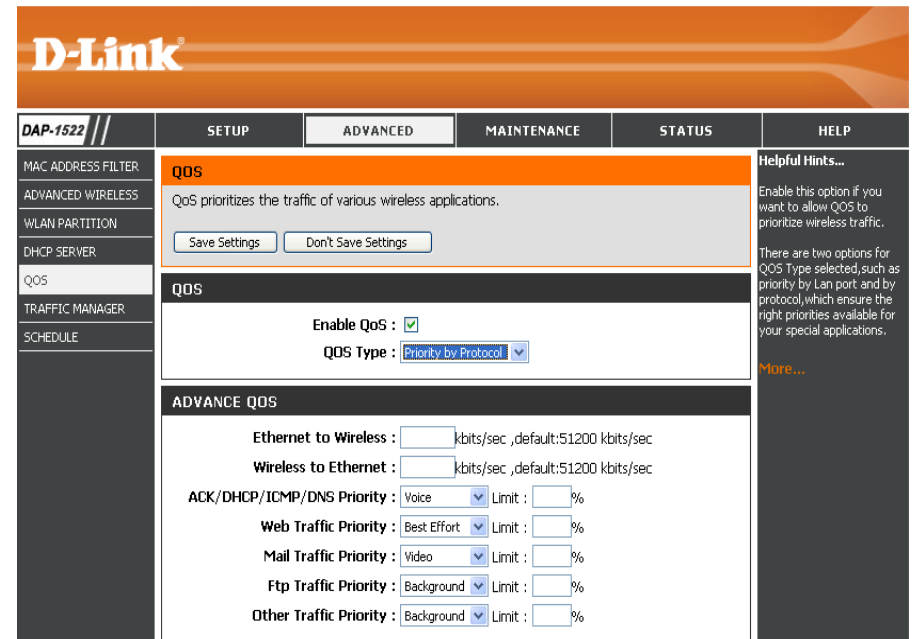 D-Link®
DAP-1522 //
SETUP
ADVANCED
MAINTENANCE
STATUS
HELP
MAC ADDRESS FILTER
ADVANCED WIRELESS
WLAN PARTITION
DHCP SERVER
QOS
TRAFFIC MANAGER
SCHEDULE
QOS
QoS prioritizes the traffic of various wireless applications.
Save Settings
Don't Save Settings
QOS
Enable QoS :
QOS Type : Priority by Protocol
ADVANCE QOS
Ethernet to Wireless : kbits/sec ,default:51200 kbits/sec
Wireless to Ethernet : kbits/sec ,default:51200 kbits/sec
ACK/DHCP/ICMP/DNS Priority : Voice Limit : %
Web Traffic Priority : Best Effort Limit : %
Mail Traffic Priority : Video Limit : %
Ftp Traffic Priority : Background Limit : %
Other Traffic Priority : Background Limit : %
Helpful Hints...
Enable this option if you
want to allow QOS to
prioritize wireless traffic.
There are two options for
QOS Type selected,such as
priority by Lan port and by
protocol,which ensure the
right priorities available for
your special applications.
More...